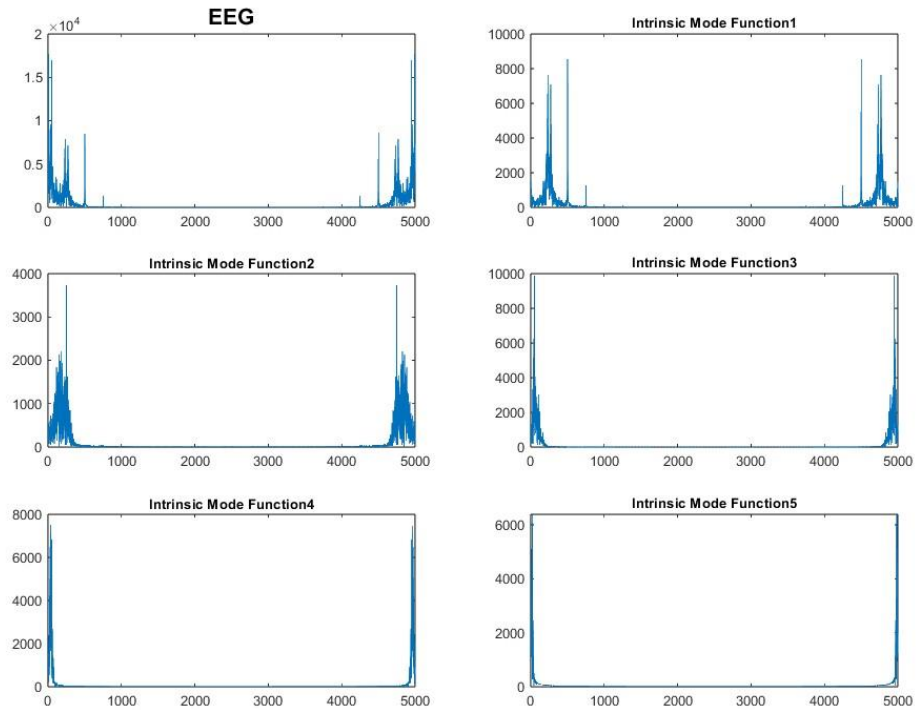 EEG
×10⁴
2
1.5
1
0.5
0
0 1000 2000 3000 4000 5000
Intrinsic Mode Function1
10000
8000
6000
4000
2000
0
0 1000 2000 3000 4000 5000
Intrinsic Mode Function2
4000
3000
2000
1000
0
0 1000 2000 3000 4000 5000
Intrinsic Mode Function3
10000
8000
6000
4000
2000
0
0 1000 2000 3000 4000 5000
Intrinsic Mode Function4
8000
6000
4000
2000
0
0 1000 2000 3000 4000 5000
Intrinsic Mode Function5
6000
4000
2000
0
0 1000 2000 3000 4000 5000